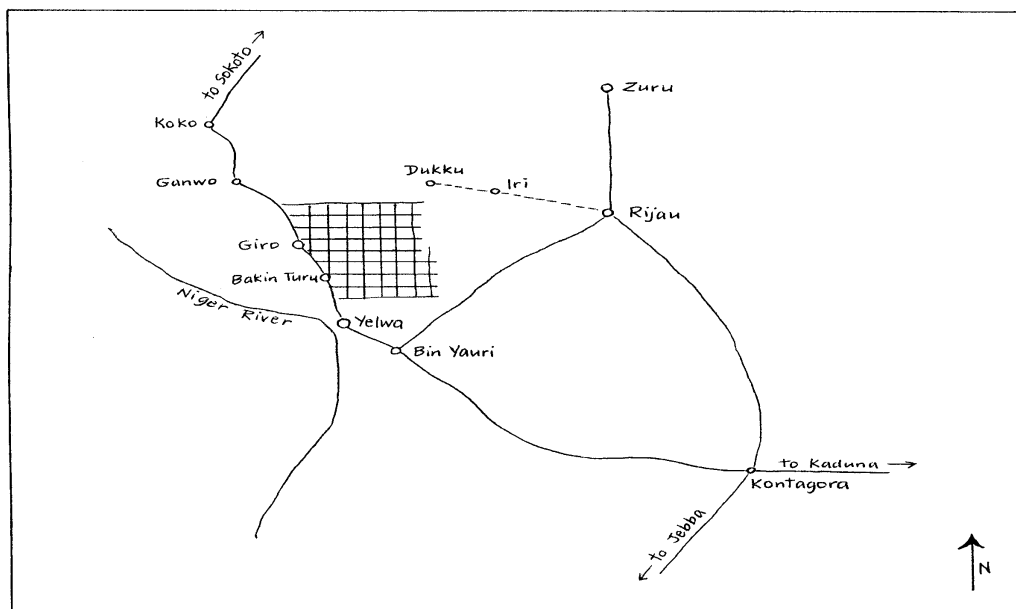 to Sokoto
Zuru
Koko
Dukku
Iri
Ganwo
Rijau
Giro
Bakin Turu
Niger River
Yelwa
Bin Yauri
to Kaduna
Kontagora
to Jebba
N